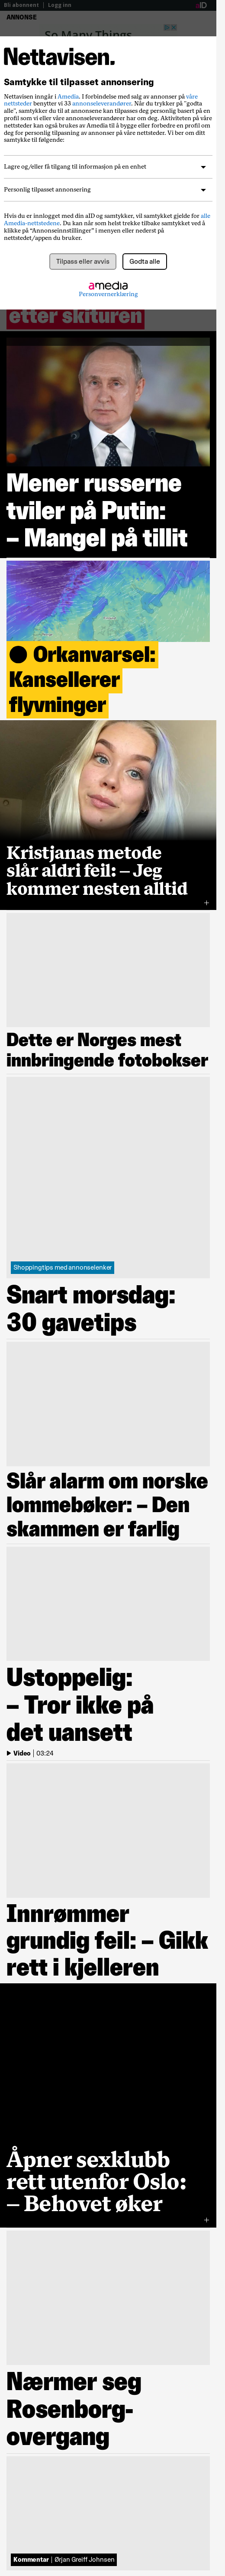 Bli abonnent | Logg inn
aID
ANNONSE
So Many Things
Nettavisen.
Samtykke til tilpasset annonsering
Nettavisen inngår i Amedia. I forbindelse med salg av annonser på våre
nettsteder benytter vi 33 annonseleverandører. Når du trykker på "godta
alle", samtykker du til at annonsene kan tilpasses deg personlig basert på en
profil som vi eller våre annonseleverandører har om deg. Aktiviteten på våre
nettsteder kan også brukes av Amedia til å bygge eller forbedre en profil om
deg for personlig tilpasning av annonser på våre nettsteder. Vi ber om ditt
samtykke til følgende:
Lagre og/eller få tilgang til informasjon på en enhet
Personlig tilpasset annonsering
Hvis du er innlogget med din aID og samtykker, vil samtykket gjelde for alle
Amedia-nettstedene. Du kan når som helst trekke tilbake samtykket ved å
klikke på “Annonseinnstillinger” i menyen eller nederst på
nettstedet/appen du bruker.
Tilpass eller avvis
Godta alle
amedia
Personvernerklæring
etter skituren
Mener russerne
tviler på Putin:
– Mangel på tillit
Orkanvarsel:
Kansellerer
flyvninger
Kristjanas metode
slår aldri feil: – Jeg
kommer nesten alltid
+
Dette er Norges mest
innbringende fotobokser
Shoppingtips med annonselenker
Snart morsdag:
30 gavetips
Slår alarm om norske
lommebøker: – Den
skammen er farlig
Ustoppelig:
– Tror ikke på
det uansett
Video | 03:24
Innrømmer
grundig feil: – Gikk
rett i kjelleren
Åpner sexklubb
rett utenfor Oslo:
– Behovet øker
+
Nærmer seg
Rosenborg-
overgang
Kommentar | Ørjan Greiff Johnsen